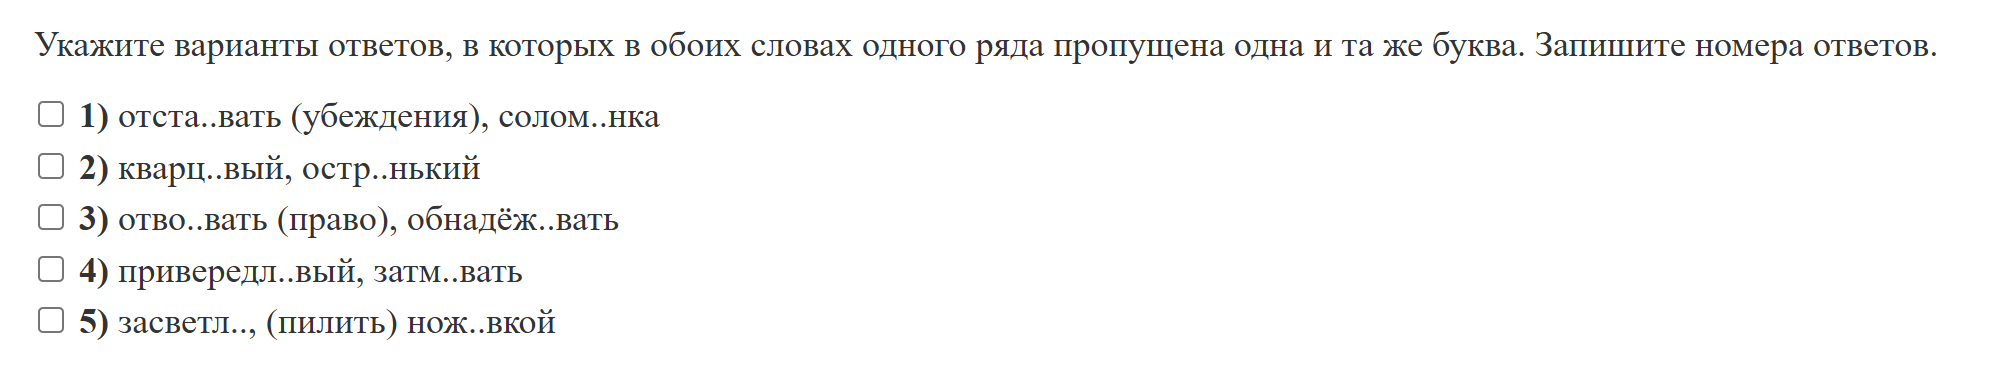 Укажите варианты ответов, в которых в обоих словах одного ряда пропущена одна и та же буква. Запишите номера ответов.
1) отста..вать (убеждения), солом..нка
2) кварц..вый, остр..нький
3) отво..вать (право), обнадёж..вать
4) привередл..вый, затм..вать
5) засветл.., (пилить) нож..вкой